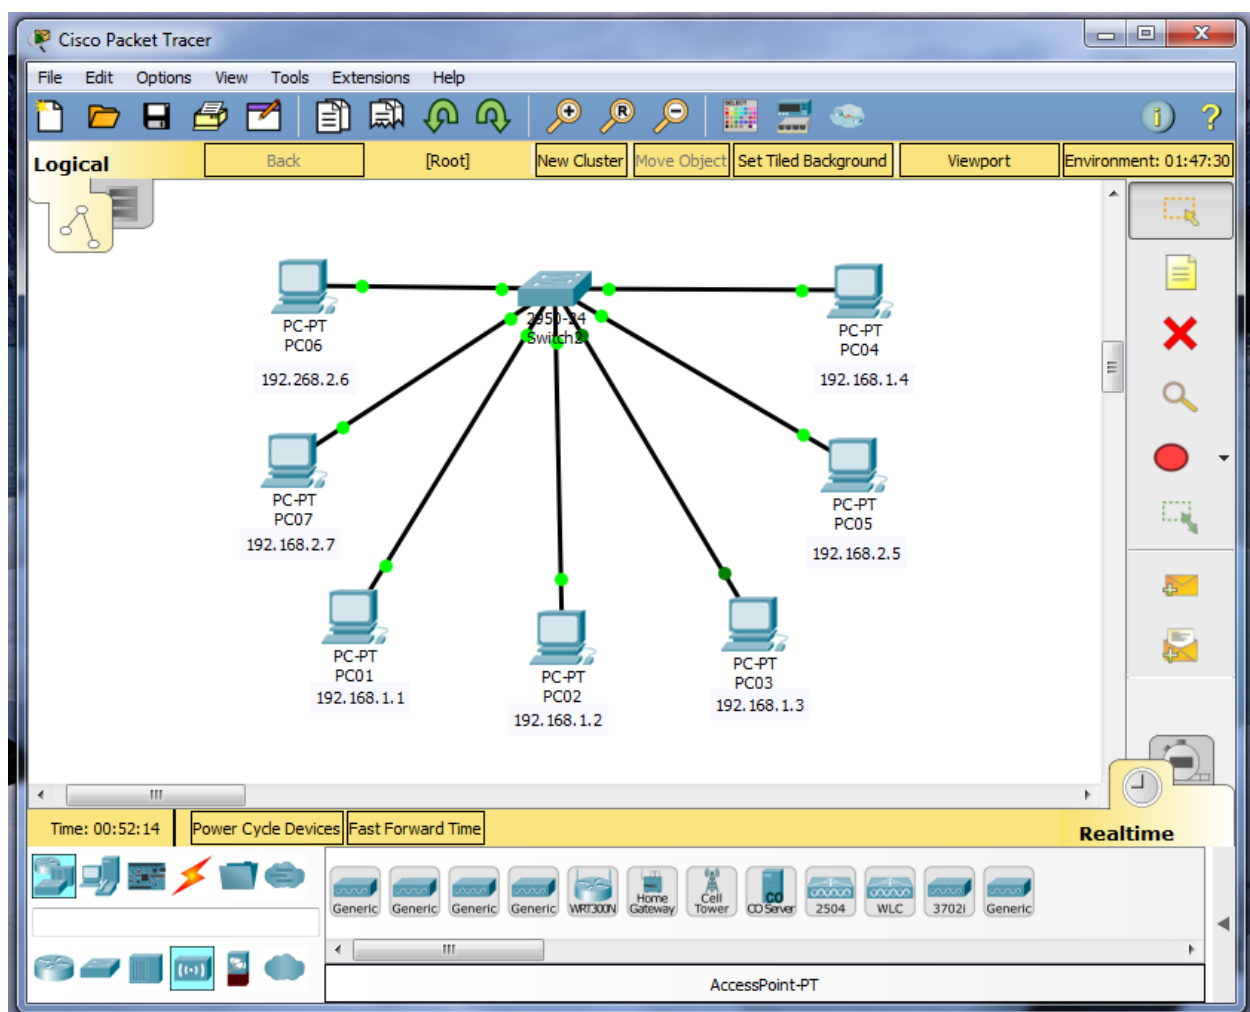 Cisco Packet Tracer
File Edit Options View Tools Extensions Help
SELECT
R
i ?
Logical Back [Root] New Cluster Move Object Set Tiled Background Viewport Environment: 01:47:30
PC-PT
PC06
192.268.2.6
2950-24
Switch2
PC-PT
PC04
192.168.1.4
PC-PT
PC07
192.168.2.7
PC-PT
PC05
192.168.2.5
PC-PT
PC01
192.168.1.1
PC-PT
PC02
192.168.1.2
PC-PT
PC03
192.168.1.3
Time: 00:52:14 Power Cycle Devices Fast Forward Time
Realtime
Generic Generic Generic Generic WRT300N Home Gateway Cell Tower CO CO Server 2504 WLC 3702i Generic
AccessPoint-PT